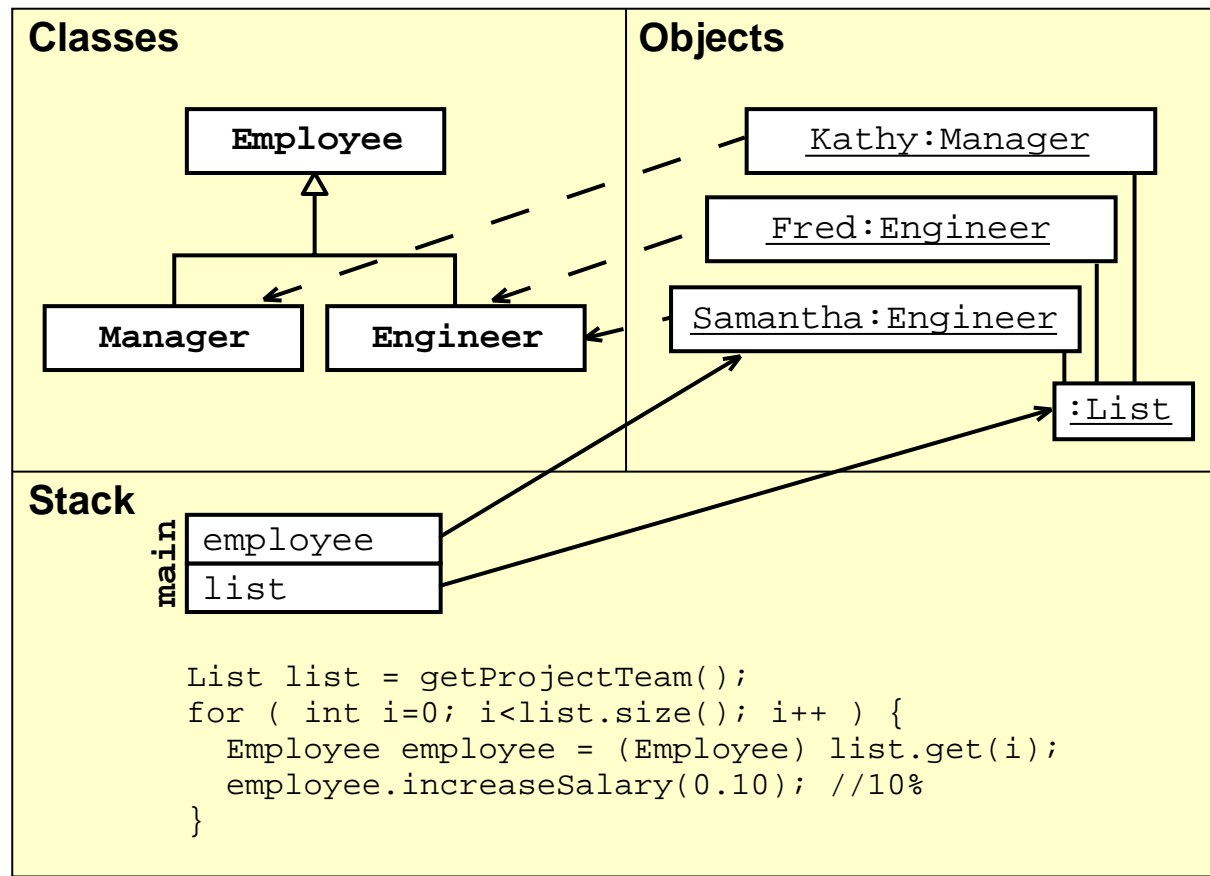 Classes
Objects
Employee
Manager
Engineer
Kathy:Manager
Fred:Engineer
Samantha:Engineer
:List
Stack
main
employee
list
List list = getProjectTeam();
for ( int i=0; i<list.size(); i++ ) {
Employee employee = (Employee) list.get(i);
employee.increaseSalary(0.10); //10%
}